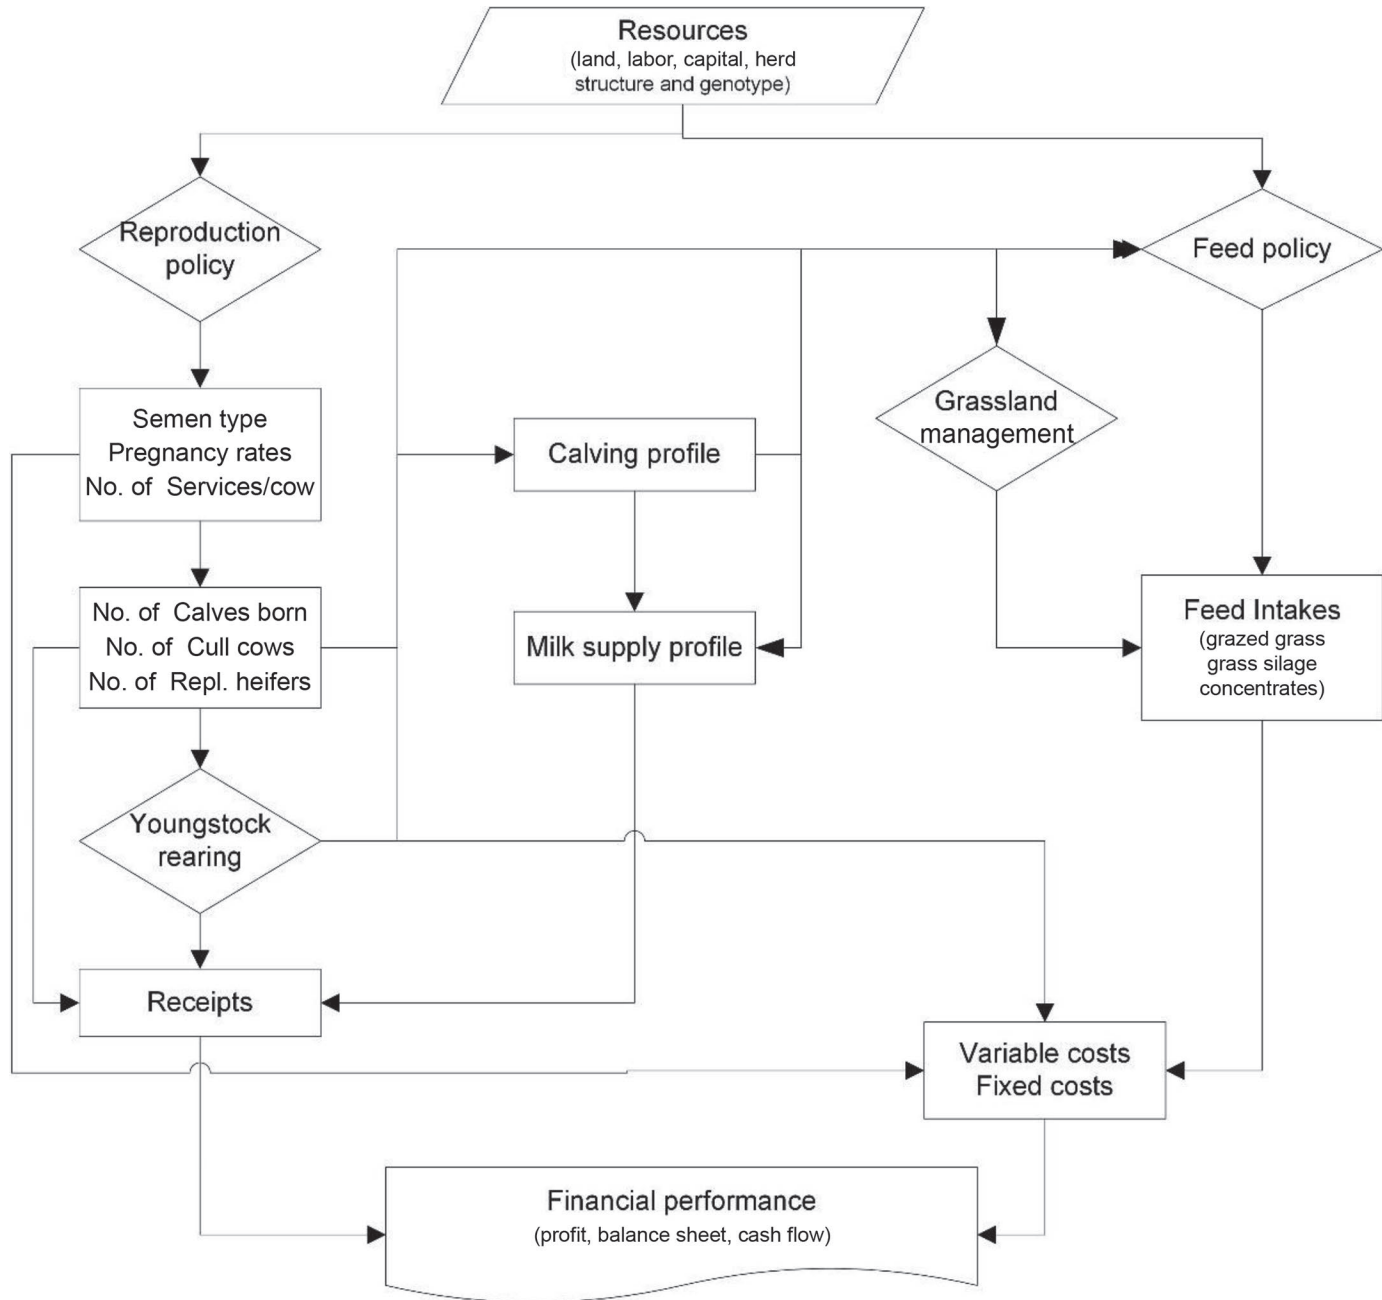 Resources
(land, labor, capital, herd
structure and genotype)
Reproduction
policy
Feed policy
Semen type
Pregnancy rates
No. of Services/cow
Calving profile
Grassland
management
No. of Calves born
No. of Cull cows
No. of Repl. heifers
Milk supply profile
Feed Intakes
(grazed grass
grass silage
concentrates)
Youngstock
rearing
Receipts
Variable costs
Fixed costs
Financial performance
(profit, balance sheet, cash flow)